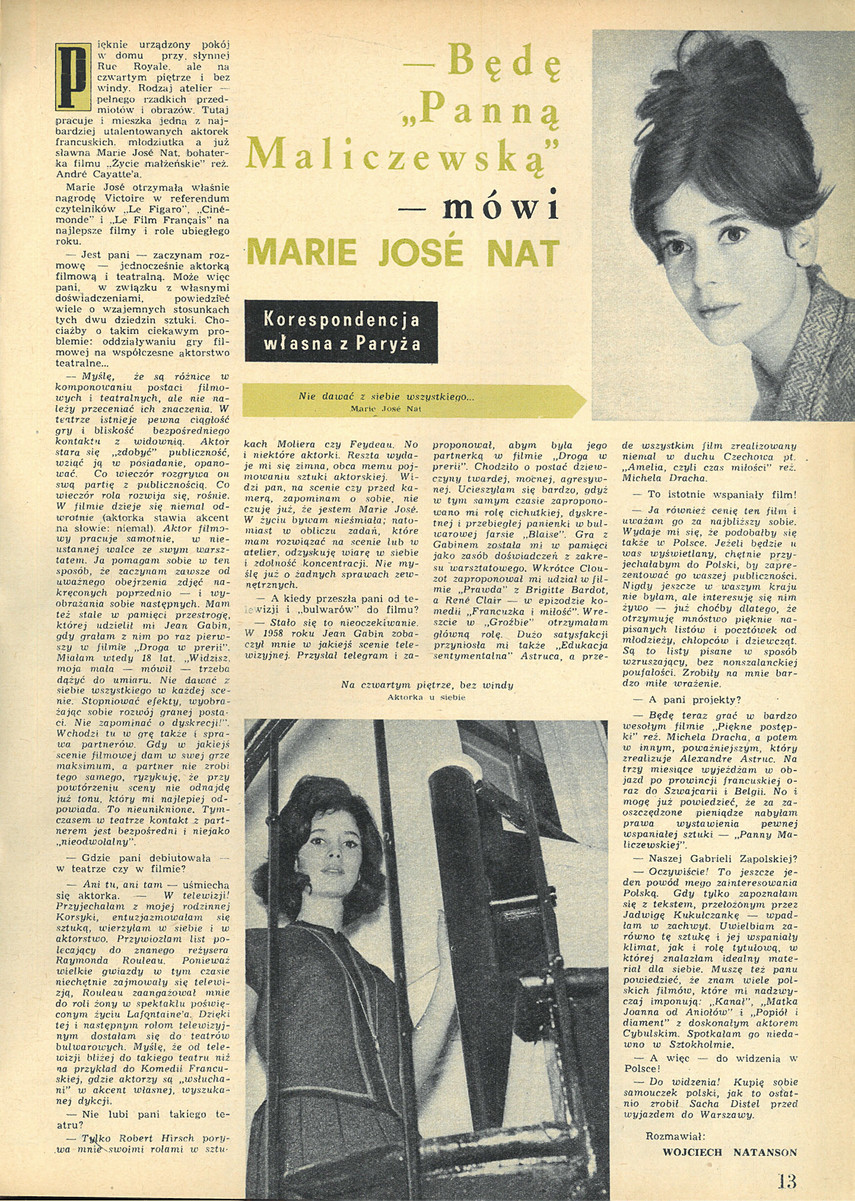 — Będę
„Panną
Maliczewską”
— mówi
MARIE JOSÉ NAT
Korespondencja
własna z Paryża
Nie dawać z siebie wszystkiego...
Marie José Nat
Pięknie urządzony pokój
w domu przy słynnej
Rue Royale, ale na
czwartym piętrze i bez
windy. Rodzaj atelier —
pełnego rzadkich przed-
miotów i obrazów. Tutaj
pracuje i mieszka jedna z naj-
bardziej utalentowanych aktorek
francuskich, młodziutka a już
sławna Marie José Nat, bohater-
ka filmu „Życie małżeńskie” reż.
André Cayatte'a.
Marie José otrzymała właśnie
nagrodę Victoire w referendum
czytelników „Le Figaro”, „Ciné-
monde” i „Le Film Français” na
najlepsze filmy i role ubiegłego
roku.
— Jest pani — zaczynam roz-
mowę — jednocześnie aktorką
filmową i teatralną. Może więc
pani, w związku z własnymi
doświadczeniami, powiedzieć
wiele o wzajemnych stosunkach
tych dwu dziedzin sztuki. Cho-
ciażby o takim ciekawym pro-
blemie: oddziaływaniu gry fil-
mowej na współczesne aktorstwo
teatralne...
— Myślę, że są różnice w
komponowaniu postaci filmo-
wych i teatralnych, ale nie na-
leży przeceniać ich znaczenia. W
teatrze istnieje pewna ciągłość
gry i bliskość bezpośredniego
kontaktu z widownią. Aktor
stara się „zdobyć” publiczność,
wziąć ją w posiadanie, opano-
wać. Co wieczór rozgrywa on
swą partię z publicznością. Co
wieczór rola rozwija się, rośnie.
W filmie dzieje się niemal od-
wrotnie (aktorka stawia akcent
na słowie: niemal). Aktor filmo-
wy pracuje samotnie, w nie-
ustannej walce ze swym warsz-
tatem. Ja pomagam sobie w ten
sposób, że zaczynam zawsze od
uważnego obejrzenia zdjęć na-
kręconych poprzednio — i wy-
obrażania sobie następnych. Mam
też stale w pamięci przestrogę,
której udzielił mi Jean Gabin,
gdy grałam z nim po raz pierw-
szy w filmie „Droga w prerii”.
Miałam wtedy 18 lat. „Widzisz,
moja mała — mówił — trzeba
dążyć do umiaru. Nie dawać z
siebie wszystkiego w każdej sce-
nie. Stopniować efekty, wyobra-
żając sobie rozwój granej posta-
ci. Nie zapominać o dyskrecji!”.
Wchodzi tu w grę także i spra-
wa partnerów. Gdy w jakiejś
scenie filmowej dam w swej grze
maksimum, a partner nie zrobi
tego samego, ryzykuję, że przy
powtórzeniu sceny nie odnajdę
już tonu, który mi najlepiej od-
powiada. To nieuniknione. Tym-
czasem w teatrze kontakt z part-
nerem jest bezpośredni i niejako
„nieodwołalny”.
— Gdzie pani debiutowała —
w teatrze czy w filmie?
— Ani tu, ani tam — uśmiecha
się aktorka. — W telewizji!
Przyjechałam z mojej rodzinnej
Korsyki, entuzjazmowałam się
sztuką, wierzyłam w siebie i w
aktorstwo. Przywiozłam list po-
lecający do znanego reżysera
Raymonda Rouleau. Ponieważ
wielkie gwiazdy w tym czasie
niechętnie zajmowały się telewi-
zją, Rouleau zaangażował mnie
do roli żony w spektaklu poświę-
conym życiu Lafontaine'a. Dzięki
tej i następnym rolom telewizyj-
nym dostałam się do teatrów
bulwarowych. Myślę, że od tele-
wizji bliżej do takiego teatru niż
na przykład do Komedii Francu-
skiej, gdzie aktorzy są „wsłucha-
ni” w akcent własnej, wyszuka-
nej dykcji.
— Nie lubi pani takiego te-
atru?
— Tylko Robert Hirsch pory-
wa mnie swoimi rolami w sztu-
kach Moliera czy Feydeau. No
i niektóre aktorki. Reszta wyda-
je mi się zimna, obca memu poj-
mowaniu sztuki aktorskiej. Wi-
dzi pan, na scenie czy przed ka-
merą, zapominam o sobie, nie
czuję już, że jestem Marie José.
W życiu bywam nieśmiała; nato-
miast w obliczu zadań, które
mam rozwiązać na scenie lub w
atelier, odzyskuję wiarę w siebie
i zdolność koncentracji. Nie my-
ślę już o żadnych sprawach zew-
nętrznych.
— A kiedy przeszła pani od te-
lewizji i „bulwarów” do filmu?
— Stało się to nieoczekiwanie.
W 1958 roku Jean Gabin zoba-
czył mnie w jakiejś scenie tele-
wizyjnej. Przysłał telegram i za-
proponował, abym była jego
partnerką w filmie „Droga w
prerii”. Chodziło o postać dziew-
czyny twardej, mocnej, agresyw-
nej. Ucieszyłam się bardzo, gdyż
w tym samym czasie zapropono-
wano mi rolę cichutkiej, dyskre-
tnej i przebiegłej panienki w bul-
warowej farsie „Blaise”. Gra z
Gabinem została mi w pamięci
jako zasób doświadczeń z zakre-
su warsztatowego. Wkrótce Clou-
zot zaproponował mi udział w fil-
mie „Prawda” z Brigitte Bardot,
a René Clair — w epizodzie ko-
medii „Francuzka i miłość”. Wre-
szcie w „Groźbie” otrzymałam
główną rolę. Dużo satysfakcji
przyniosła mi także „Edukacja
sentymentalna” Astruca, a prze-
de wszystkim film zrealizowany
niemal w duchu Czechowa pt.
„Amelia, czyli czas miłości” reż.
Michela Dracha.
— To istotnie wspaniały film!
— Ja również cenię ten film i
uważam go za najbliższy sobie.
Wydaje mi się, że podobałby się
także w Polsce. Jeżeli będzie u
was wyświetlany, chętnie przy-
jechałabym do Polski, by zapre-
zentować go waszej publiczności.
Nigdy jeszcze w waszym kraju
nie byłam, ale interesuję się nim
żywo — już choćby dlatego, że
otrzymuję mnóstwo pięknie na-
pisanych listów i pocztówek od
młodzieży, chłopców i dziewcząt.
Są to listy pisane w sposób
wzruszający, bez nonszalanckiej
poufałości. Zrobiły na mnie bar-
dzo miłe wrażenie.
— A pani projekty?
— Będę teraz grać w bardzo
wesołym filmie „Piękne postęp-
ki” reż. Michela Dracha, a potem
w innym, poważniejszym, który
zrealizuje Alexandre Astruc. Na
trzy miesiące wyjeżdżam w ob-
jazd po prowincji francuskiej o-
raz do Szwajcarii i Belgii. No i
mogę już powiedzieć, że za za-
oszczędzone pieniądze nabyłam
prawa wystawienia pewnej
wspaniałej sztuki — „Panny Ma-
liczewskiej”.
— Naszej Gabrieli Zapolskiej?
— Oczywiście! To jeszcze je-
den powód mego zainteresowania
Polską. Gdy tylko zapoznałam
się z tekstem, przełożonym przez
Jadwigę Kukulczankę — wpad-
łam w zachwyt. Uwielbiam za-
równo tę sztukę i jej wspaniały
klimat, jak i rolę tytułową, w
której znalazłam idealny mate-
riał dla siebie. Muszę też panu
powiedzieć, że znam wiele pol-
skich filmów, które mi nadzwy-
czaj imponują: „Kanał”, „Matka
Joanna od Aniołów” i „Popiół i
diament” z doskonałym aktorem
Cybulskim. Spotkałam go nieda-
wno w Sztokholmie.
— A więc — do widzenia w
Polsce!
— Do widzenia! Kupię sobie
samouczek polski, jak to ostat-
nio zrobił Sacha Distel przed
wyjazdem do Warszawy.
Rozmawiał:
WOJCIECH NATANSON
Na czwartym piętrze, bez windy
Aktorka u siebie
13